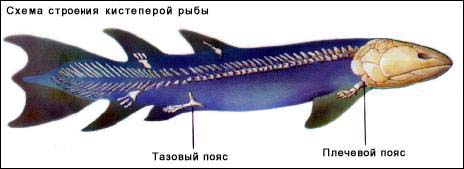 Схема строения кистеперой рыбы
Тазовый пояс
Плечевой пояс